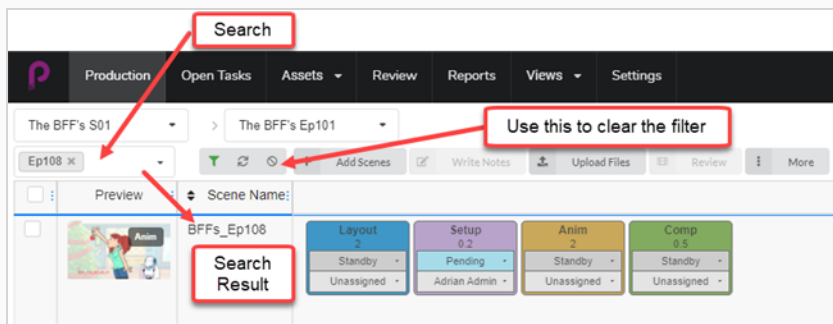 Search
Production Open Tasks Assets Review Reports Views Settings
The BFF's S01 > The BFF's Ep101
Use this to clear the filter
Ep108 × Add Scenes Write Notes Upload Files Review More
Preview Scene Name
Anim
BFFs_Ep108
Search
Result
Layout Setup Anim Comp
2 0.2 2 0.5
Standby Pending Standby Standby
Unassigned Adrian Admin Unassigned Unassigned